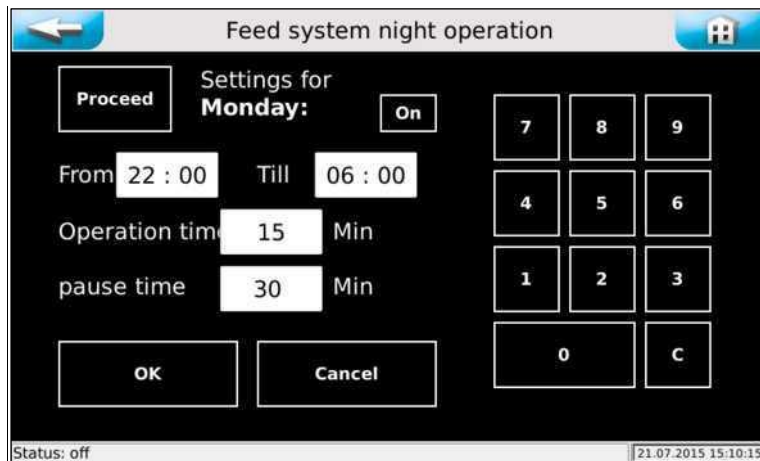 Feed system night operation
Proceed
Settings for
Monday:
On
From 22 : 00 Till 06 : 00
Operation time 15 Min
pause time 30 Min
OK
Cancel
7 8 9
4 5 6
1 2 3
0 C
Status: off
21.07.2015 15:10:15